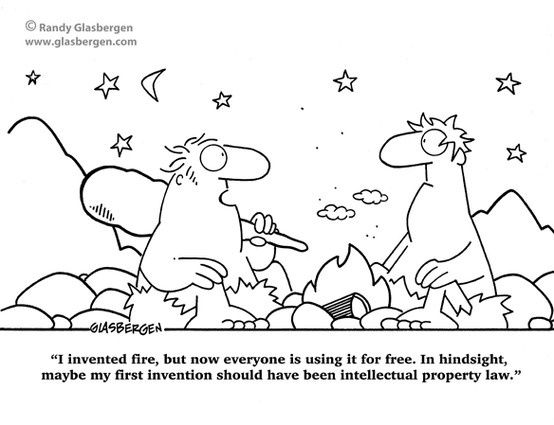 © Randy Glasbergen
www.glasbergen.com
GLASBERGEN
“I invented fire, but now everyone is using it for free. In hindsight,
maybe my first invention should have been intellectual property law.”